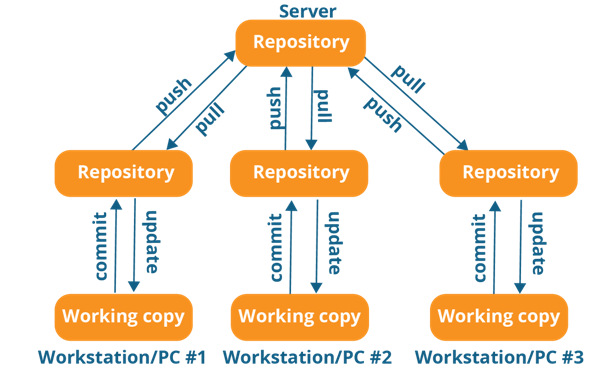 Server
Repository
push
pull
push
pull
push
pull
Repository
Repository
Repository
commit
update
commit
update
commit
update
Working copy
Working copy
Working copy
Workstation/PC #1
Workstation/PC #2
Workstation/PC #3